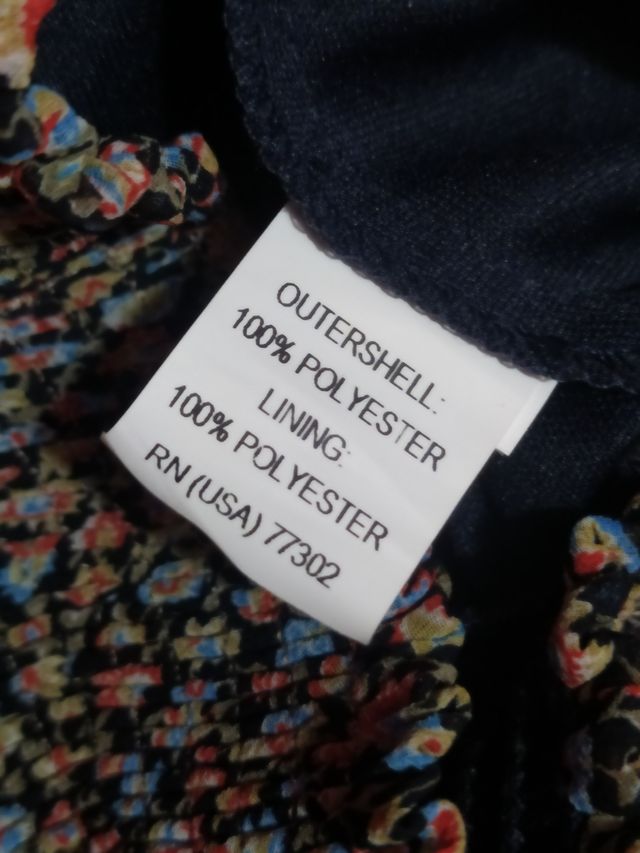 OUTERSHELL:
100% POLYESTER
LINING:
100% POLYESTER
RN (USA) 77302